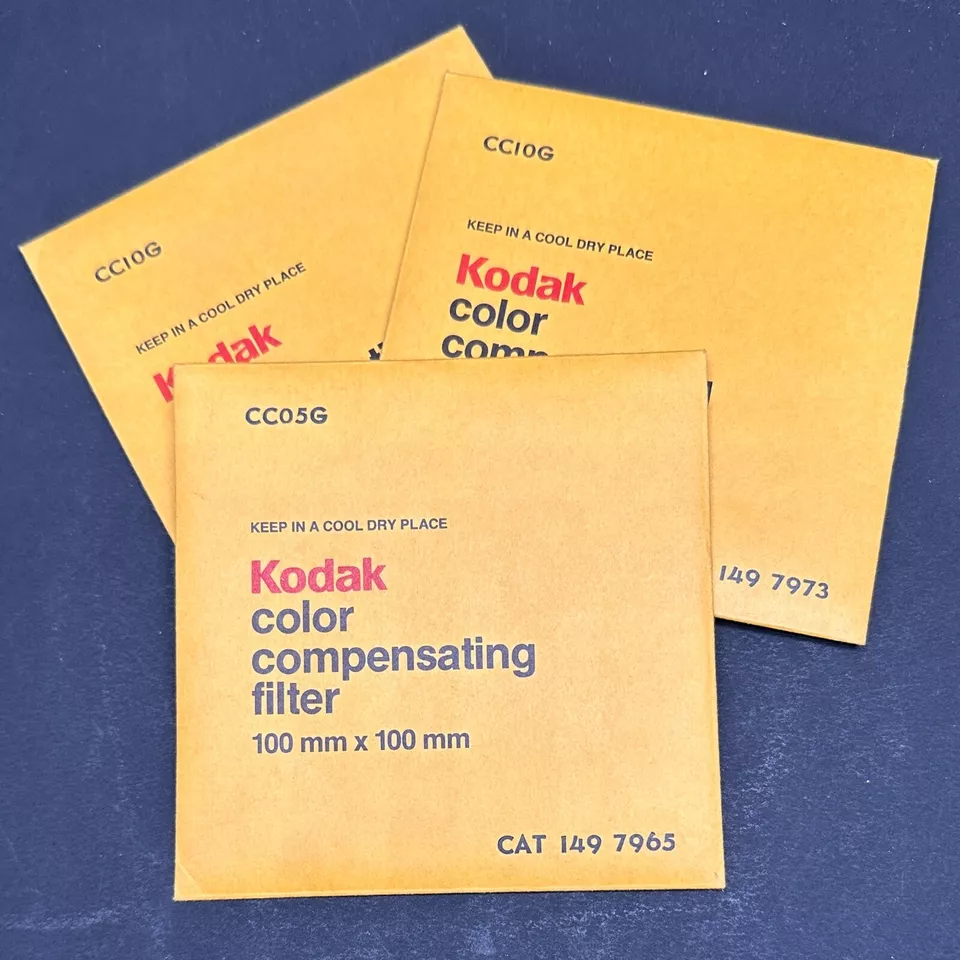 CC10G
KEEP IN A COOL DRY PLACE
CC10G
KEEP IN A COOL DRY PLACE
Kodak
color
149 7973
CC05G
KEEP IN A COOL DRY PLACE
Kodak
color
compensating
filter
100 mm x 100 mm
CAT 149 7965